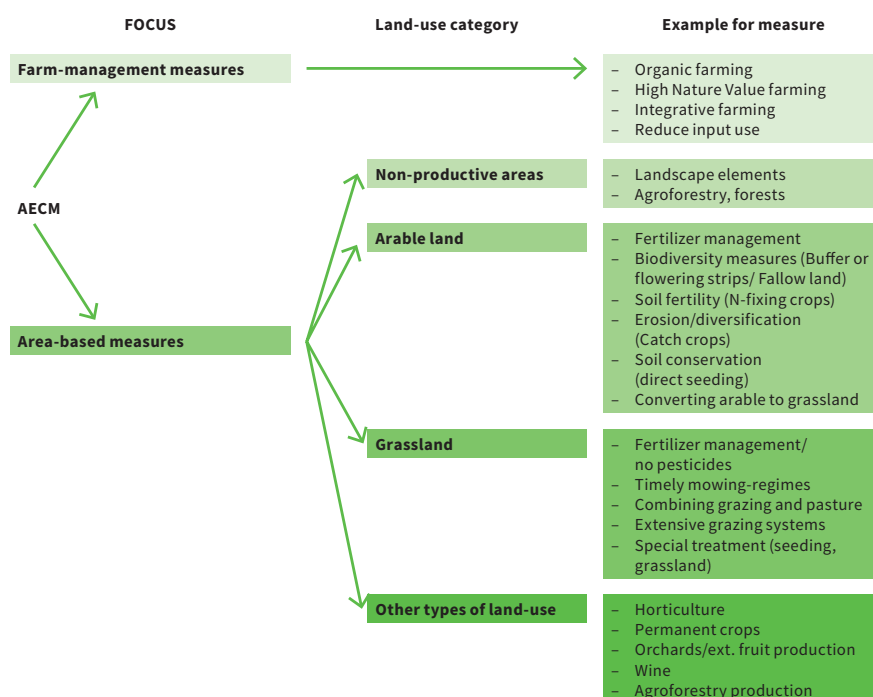 FOCUS
Land-use category
Example for measure
Farm-management measures
– Organic farming
– High Nature Value farming
– Integrative farming
– Reduce input use
AECM
Non-productive areas
– Landscape elements
– Agroforestry, forests
Arable land
– Fertilizer management
– Biodiversity measures (Buffer or
flowering strips/ Fallow land)
– Soil fertility (N-fixing crops)
– Erosion/diversification
(Catch crops)
– Soil conservation
(direct seeding)
– Converting arable to grassland
Area-based measures
Grassland
– Fertilizer management/
no pesticides
– Timely mowing-regimes
– Combining grazing and pasture
– Extensive grazing systems
– Special treatment (seeding,
grassland)
Other types of land-use
– Horticulture
– Permanent crops
– Orchards/ext. fruit production
– Wine
– Agroforestry production